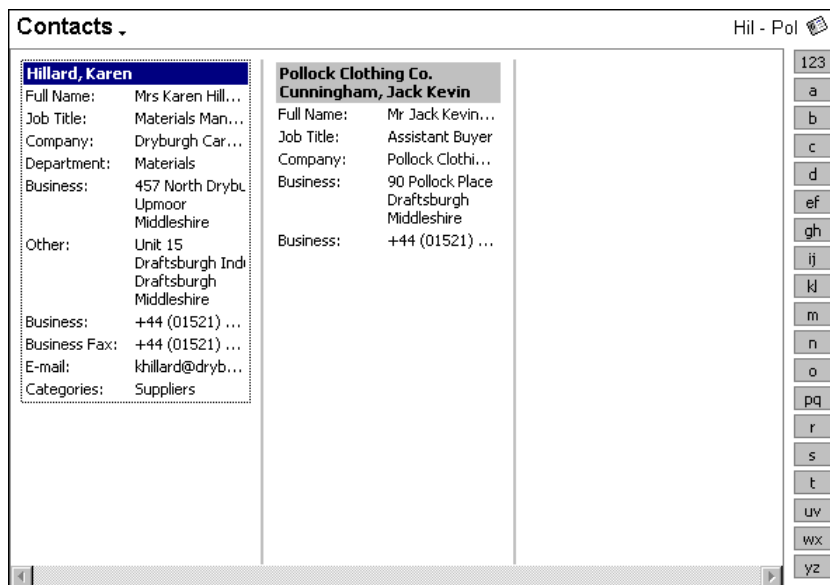 Contacts
Hil - Pol
Hillard, Karen
Full Name: Mrs Karen Hill...
Job Title: Materials Man...
Company: Dryburgh Car...
Department: Materials
Business: 457 North Drybu
Upmoor
Middleshire
Other: Unit 15
Draftsburgh Indu
Draftsburgh
Middleshire
Business: +44 (01521) ...
Business Fax: +44 (01521) ...
E-mail: khillard@dryb...
Categories: Suppliers
Pollock Clothing Co.
Cunningham, Jack Kevin
Full Name: Mr Jack Kevin...
Job Title: Assistant Buyer
Company: Pollock Clothi...
Business: 90 Pollock Place
Draftsburgh
Middleshire
Business: +44 (01521) ...
123
a
b
c
d
ef
gh
ij
kl
m
n
o
pq
r
s
t
uv
wx
yz